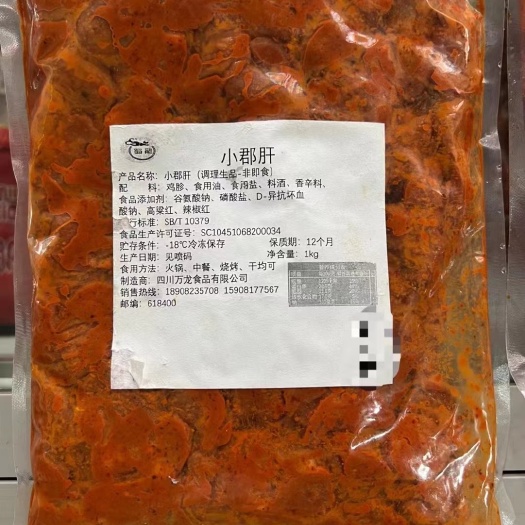 小郡肝
产品名称：小郡肝（调理生品-非即食）
配　料：鸡胗、食用油、食用盐、料酒、香辛料、
食品添加剂：谷氨酸钠、磷酸盐、D-异抗坏血
酸钠、高粱红、辣椒红
行标准：SB/T 10379
食品生产许可证号：SC10451068200034
贮存条件：-18℃冷冻保存　保质期：12个月
生产日期：见喷码　净含量：1kg
食用方法：火锅、中餐、烧烤、干均可
制造商：四川万龙食品有限公司
销售热线：18908235708 15908177567
邮编：618400